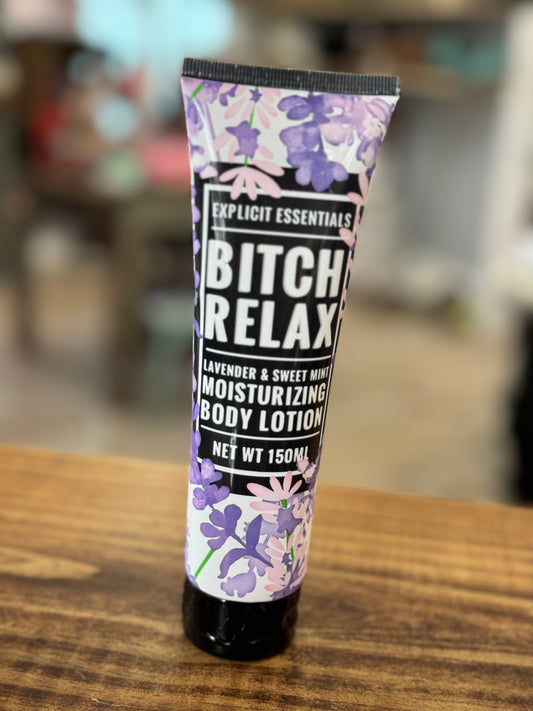 EXPLICIT ESSENTIALS
BITCH
RELAX
LAVENDER & SWEET MINT
MOISTURIZING
BODY LOTION
NET WT 150ML